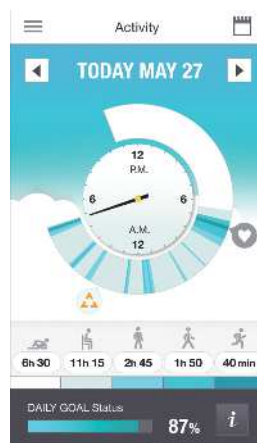 Activity
TODAY MAY 27
12
P.M.
6 6
A.M.
12
6h 30 11h 15 2h 45 1h 50 40 min
DAILY GOAL Status
87% i